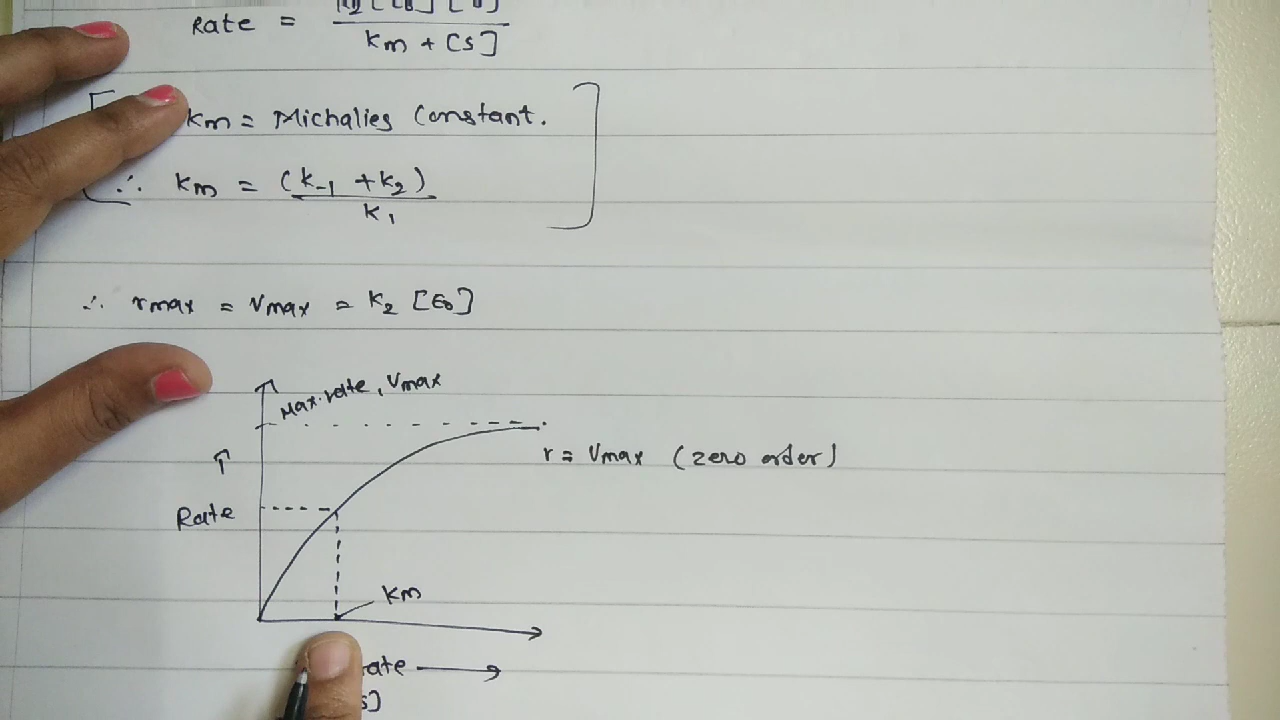 Rate =
Km + [S]
Km = Michalies Constant.
∴ Km = (K-1 + K2)
K1
∴ rmax = Vmax = K2 [E0]
Max. rate, Vmax
r = Vmax (zero order)
Rate
Km